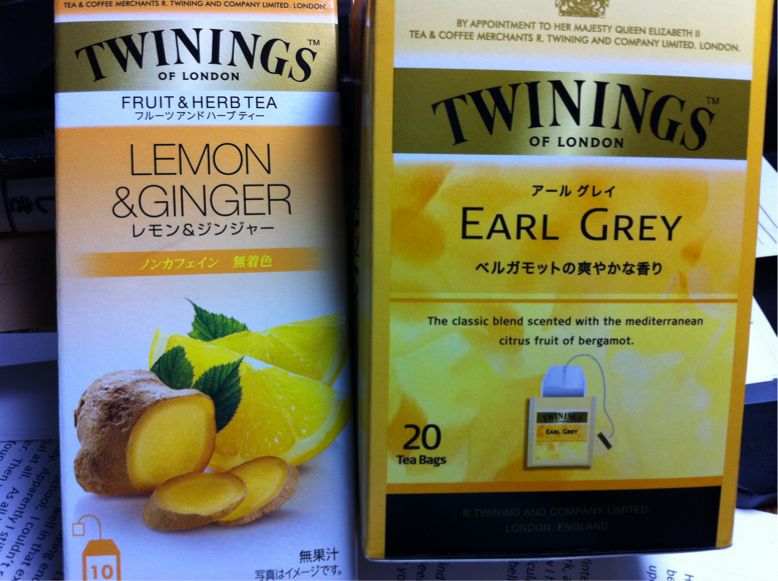 TEA & COFFEE MERCHANTS R. TWINING AND COMPANY LIMITED. LONDON.
TWININGS™
OF LONDON
FRUIT & HERB TEA
フルーツ アンド ハーブ ティー
LEMON
&GINGER
レモン&ジンジャー
ノンカフェイン 無着色
無果汁
写真はイメージです。
10
BY APPOINTMENT TO HER MAJESTY QUEEN ELIZABETH II
TEA & COFFEE MERCHANTS R. TWINING AND COMPANY LIMITED. LONDON.
TWININGS™
OF LONDON
アール グレイ
EARL GREY
ベルガモットの爽やかな香り
The classic blend scented with the mediterranean
citrus fruit of bergamot.
TWININGS
EARL GREY
20
Tea Bags
R.TWINING AND COMPANY LIMITED.
LONDON, ENGLAND.